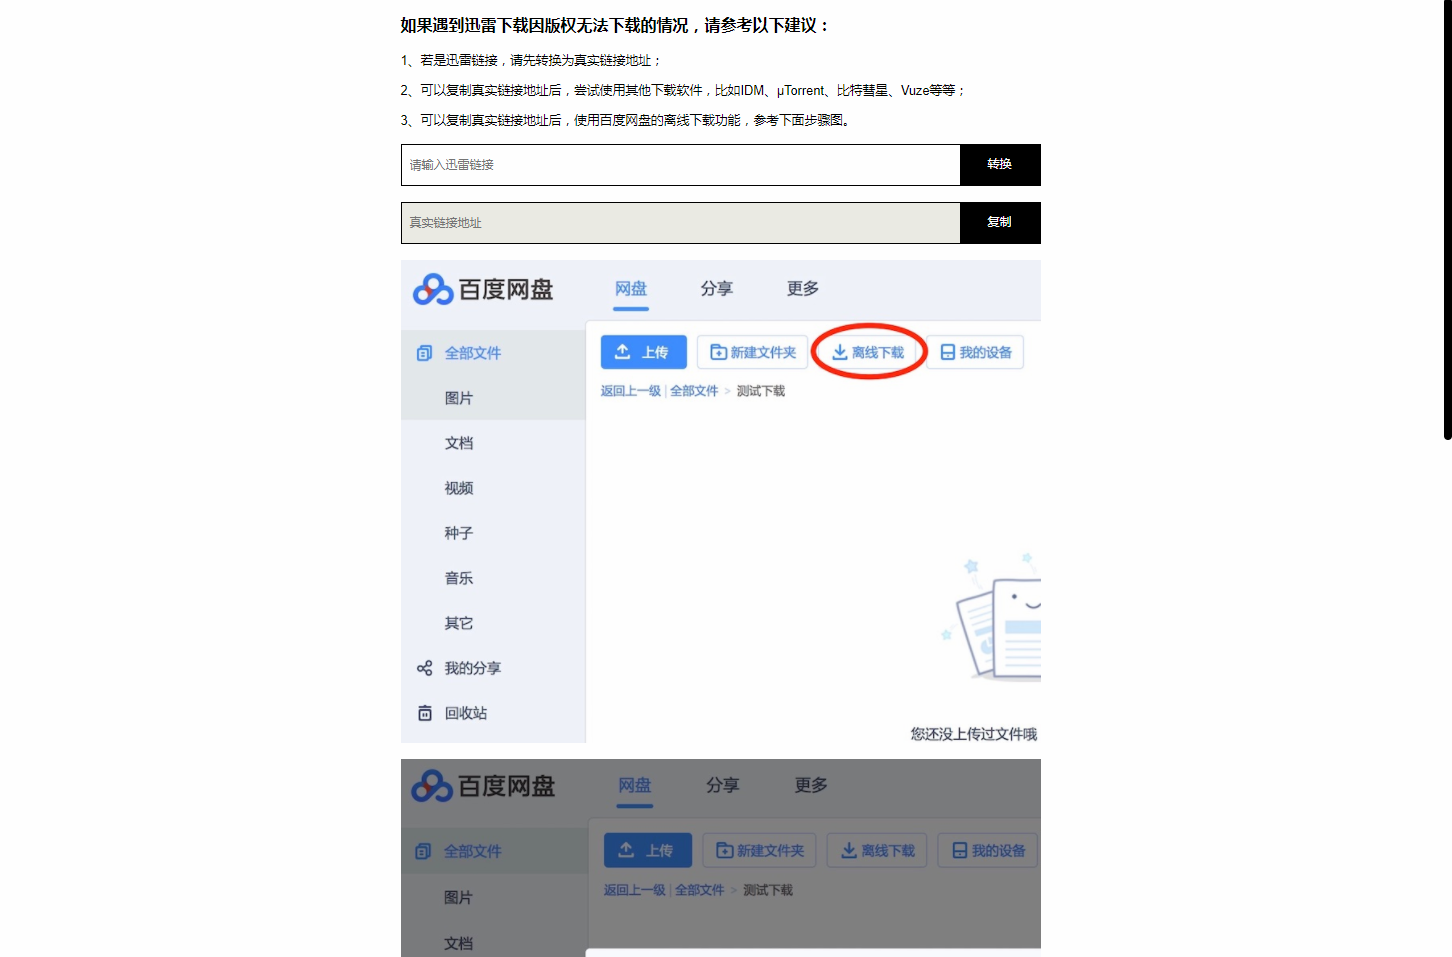 如果遇到迅雷下载因版权无法下载的情况，请参考以下建议：
1、若是迅雷链接，请先转换为真实链接地址；
2、可以复制真实链接地址后，尝试使用其他下载软件，比如IDM、μTorrent、比特彗星、Vuze等等；
3、可以复制真实链接地址后，使用百度网盘的离线下载功能，参考下面步骤图。
请输入迅雷链接 转换
真实链接地址 复制
百度网盘 网盘 分享 更多
全部文件 上传 新建文件夹 离线下载 我的设备
返回上一级 | 全部文件 > 测试下载
图片
文档
视频
种子
音乐
其它
我的分享
回收站
您还没上传过文件哦
百度网盘 网盘 分享 更多
全部文件 上传 新建文件夹 离线下载 我的设备
返回上一级 | 全部文件 > 测试下载
图片
文档